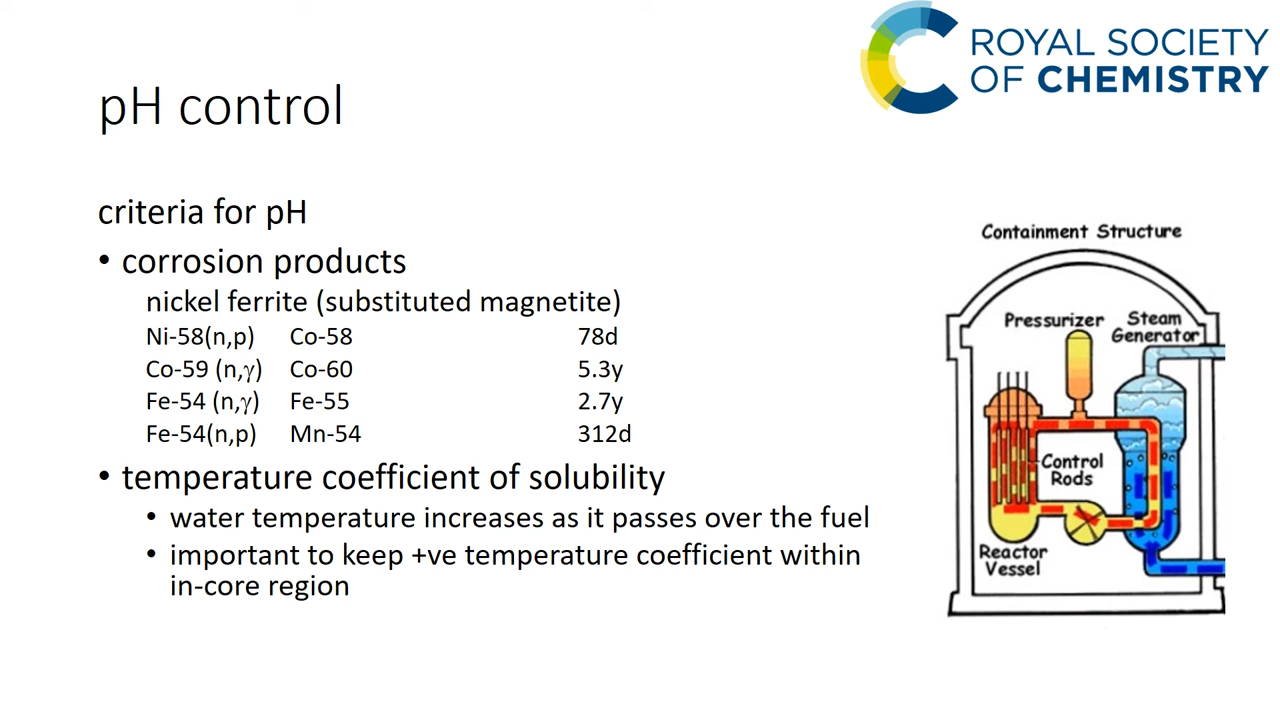 ROYAL SOCIETY
OF CHEMISTRY
pH control
criteria for pH
• corrosion products
nickel ferrite (substituted magnetite)
Ni-58(n,p) Co-58 78d
Co-59 (n,γ) Co-60 5.3y
Fe-54 (n,γ) Fe-55 2.7y
Fe-54(n,p) Mn-54 312d
• temperature coefficient of solubility
• water temperature increases as it passes over the fuel
• important to keep +ve temperature coefficient within
in-core region
Containment Structure
Pressurizer
Steam
Generator
Control
Rods
Reactor
Vessel